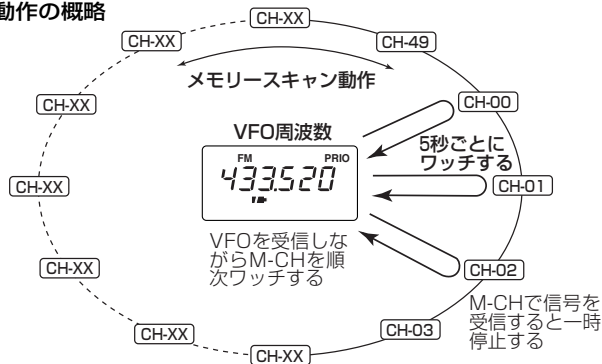 動作の概略
CH-XX
CH-XX
CH-49
メモリースキャン動作
CH-XX
CH-00
VFO周波数
5秒ごとに
ワッチする
FM
PRIO
433.520
CH-XX
CH-01
VFOを受信しな
がらM-CHを順
次ワッチする
CH-XX
CH-02
M-CHで信号を
受信すると一時
停止する
CH-XX
CH-03
CH-XX